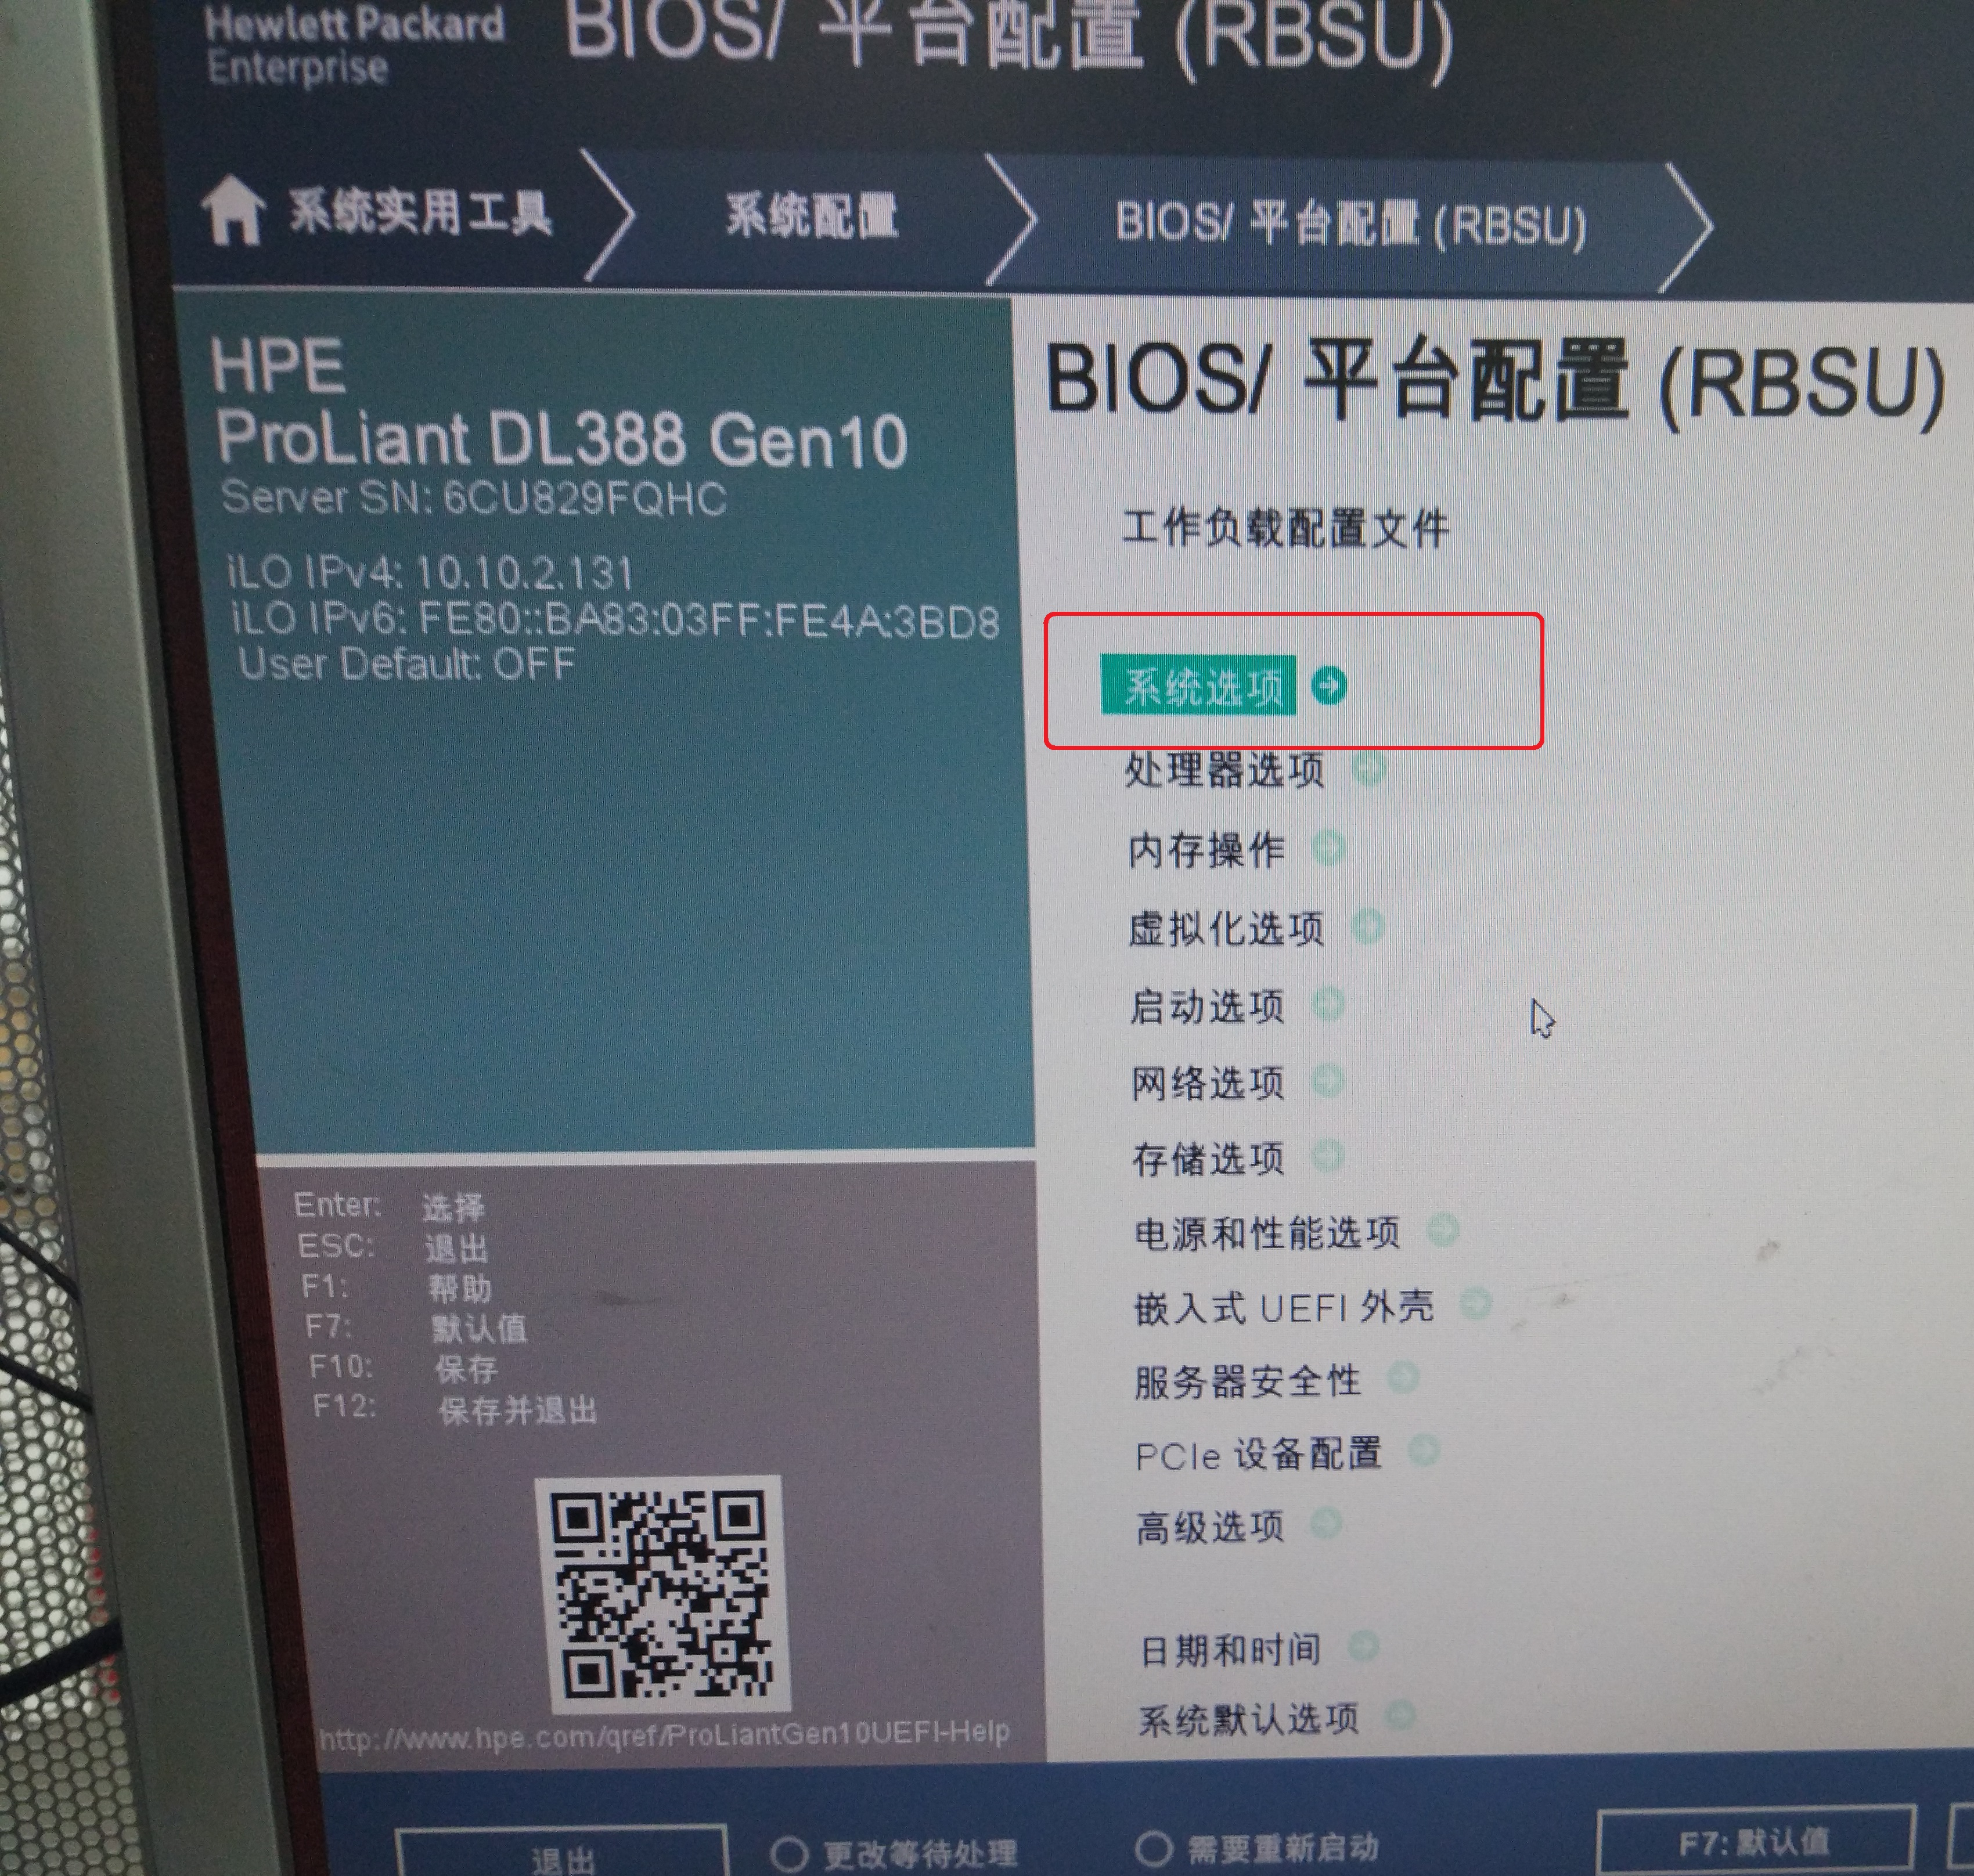 Hewlett Packard
Enterprise
BIOS/ 平台配置 (RBSU)
系统实用工具
系统配置
BIOS/ 平台配置 (RBSU)
HPE
ProLiant DL388 Gen10
Server SN: 6CU829FQHC
iLO IPv4: 10.10.2.131
iLO IPv6: FE80::BA83:03FF:FE4A:3BD8
User Default: OFF
BIOS/ 平台配置 (RBSU)
工作负载配置文件
系统选项
处理器选项
内存操作
虚拟化选项
启动选项
网络选项
存储选项
电源和性能选项
嵌入式 UEFI 外壳
服务器安全性
PCIe 设备配置
高级选项
日期和时间
系统默认选项
Enter: 选择
ESC: 退出
F1: 帮助
F7: 默认值
F10: 保存
F12: 保存并退出
http://www.hpe.com/qref/ProLiantGen10UEFI-Help
退出
更改等待处理
需要重新启动
F7: 默认值